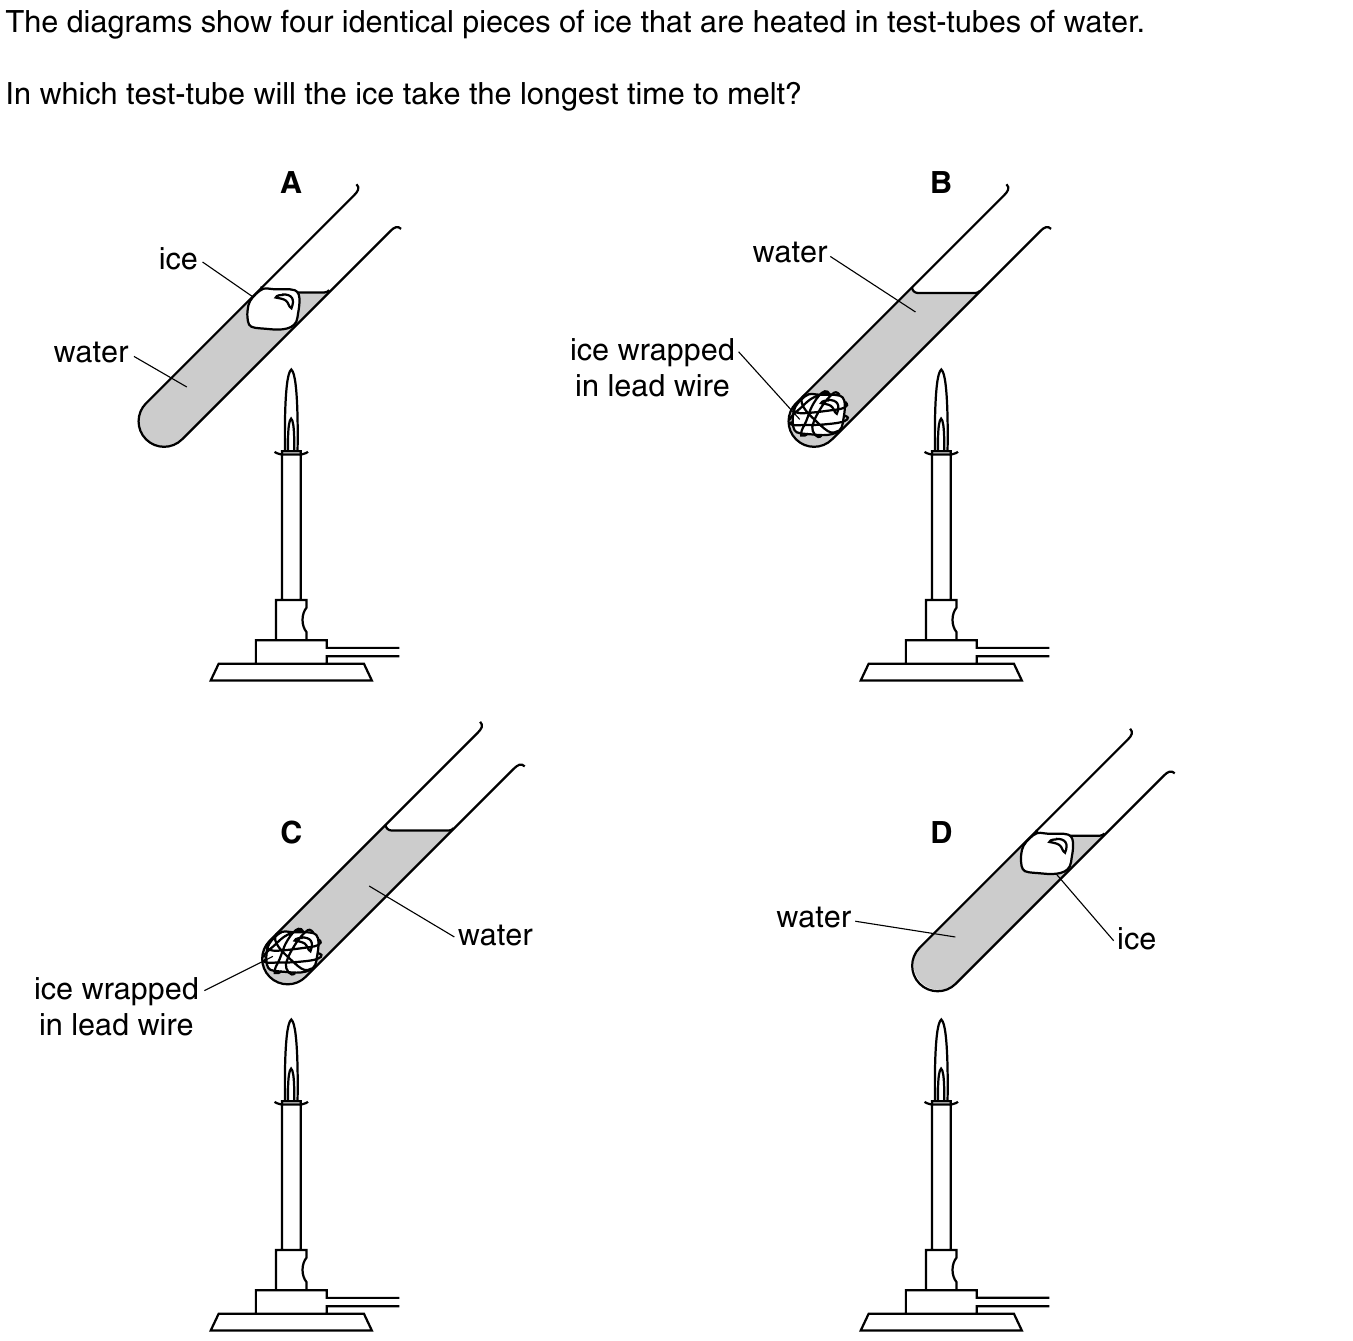 The diagrams show four identical pieces of ice that are heated in test-tubes of water.
In which test-tube will the ice take the longest time to melt?
A
ice
water
B
water
ice wrapped
in lead wire
C
water
ice wrapped
in lead wire
D
water
ice